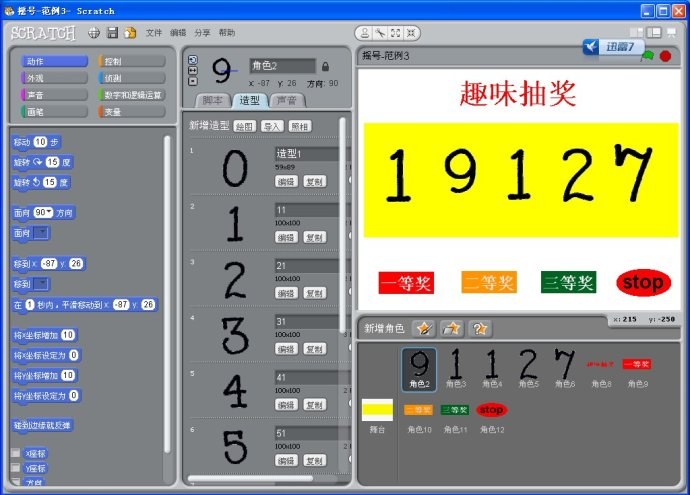 摇号-范例3- Scratch
SCRATCH 文件 编辑 分享 帮助
迅雷7
动作 控制
外观 侦测
声音 数字和逻辑运算
画笔 变量
移动 10 步
旋转 15 度
旋转 15 度
面向 90 方向
面向
移到 x: -87 y: 26
移到
在 1 秒内,平滑移动到 x: -87 y: 26
将x坐标增加 10
将x坐标设定为 0
将y坐标增加 10
将y坐标设定为 0
碰到边缘就反弹
x座标
y座标
方向
9 角色2
x: -87 y: 26 方向: 90
脚本 造型 声音
新增造型 绘图 导入 照相
1 0 造型1
59x89
编辑 复制
2 1 11
100x100
编辑 复制
3 2 21
100x100
编辑 复制
4 3 31
100x100
编辑 复制
5 4 41
100x100
编辑 复制
6 5 51
100x100
编辑 复制
摇号-范例3
趣味抽奖
1 9 1 2 7
一等奖 二等奖 三等奖 stop
x: 215 y: -250
新增角色
9 1 1 2 7 趣味抽奖 一等奖
角色2 角色3 角色4 角色5 角色6 角色8 角色9
二等奖 三等奖 stop
舞台 角色10 角色11 角色12